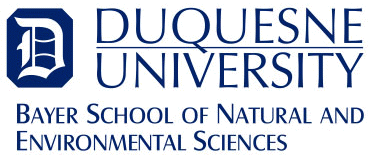 D DUQUESNE
UNIVERSITY
BAYER SCHOOL OF NATURAL AND
ENVIRONMENTAL SCIENCES